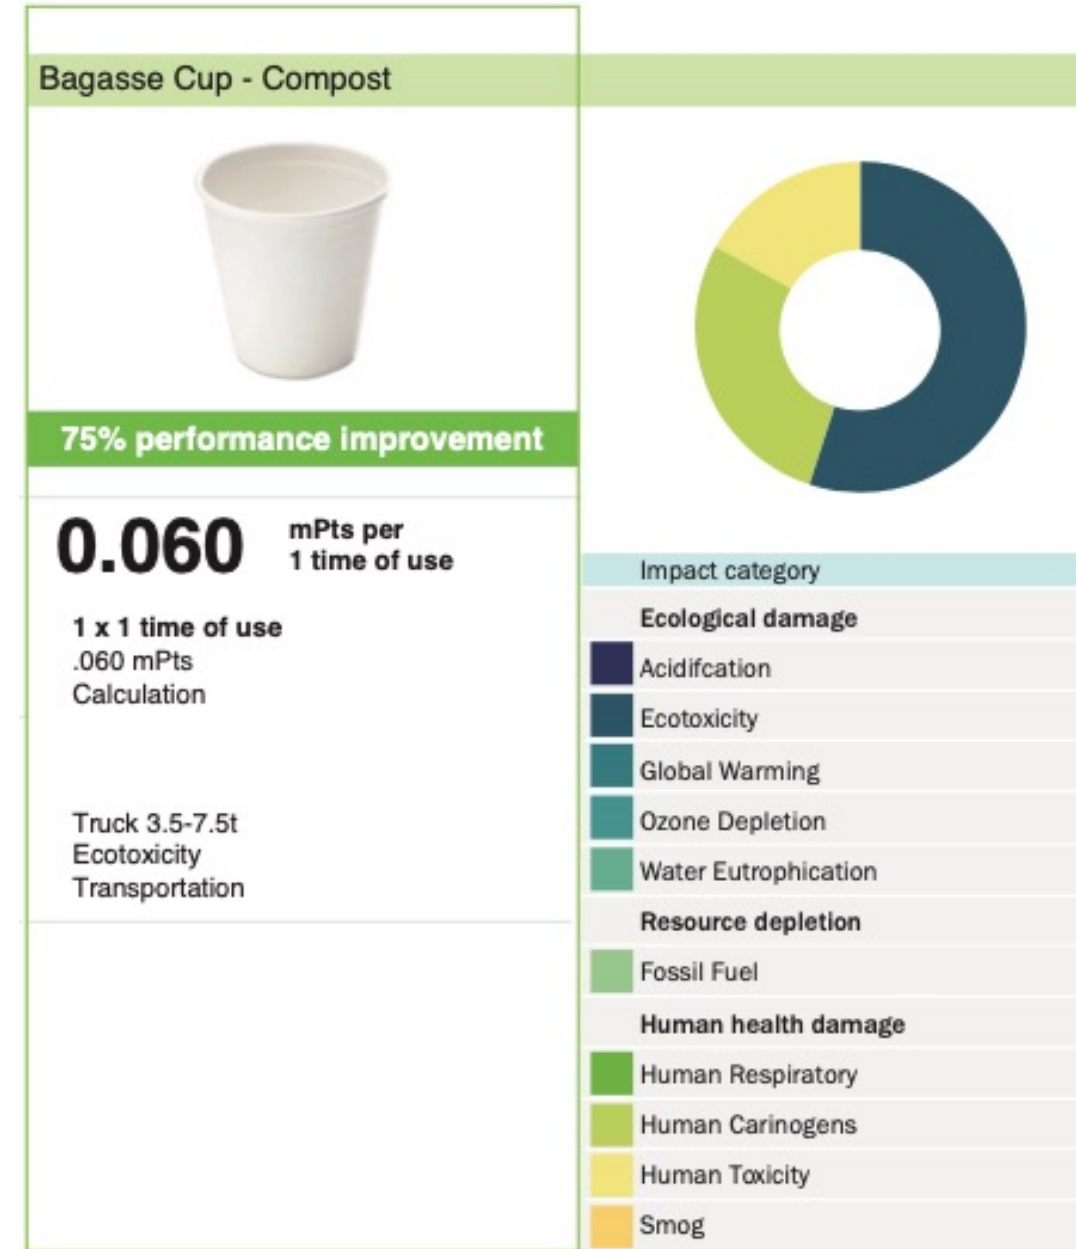 Bagasse Cup - Compost
75% performance improvement
0.060
mPts per
1 time of use
1 x 1 time of use
.060 mPts
Calculation
Truck 3.5-7.5t
Ecotoxicity
Transportation
Impact category
Ecological damage
Acidifcation
Ecotoxicity
Global Warming
Ozone Depletion
Water Eutrophication
Resource depletion
Fossil Fuel
Human health damage
Human Respiratory
Human Carinogens
Human Toxicity
Smog